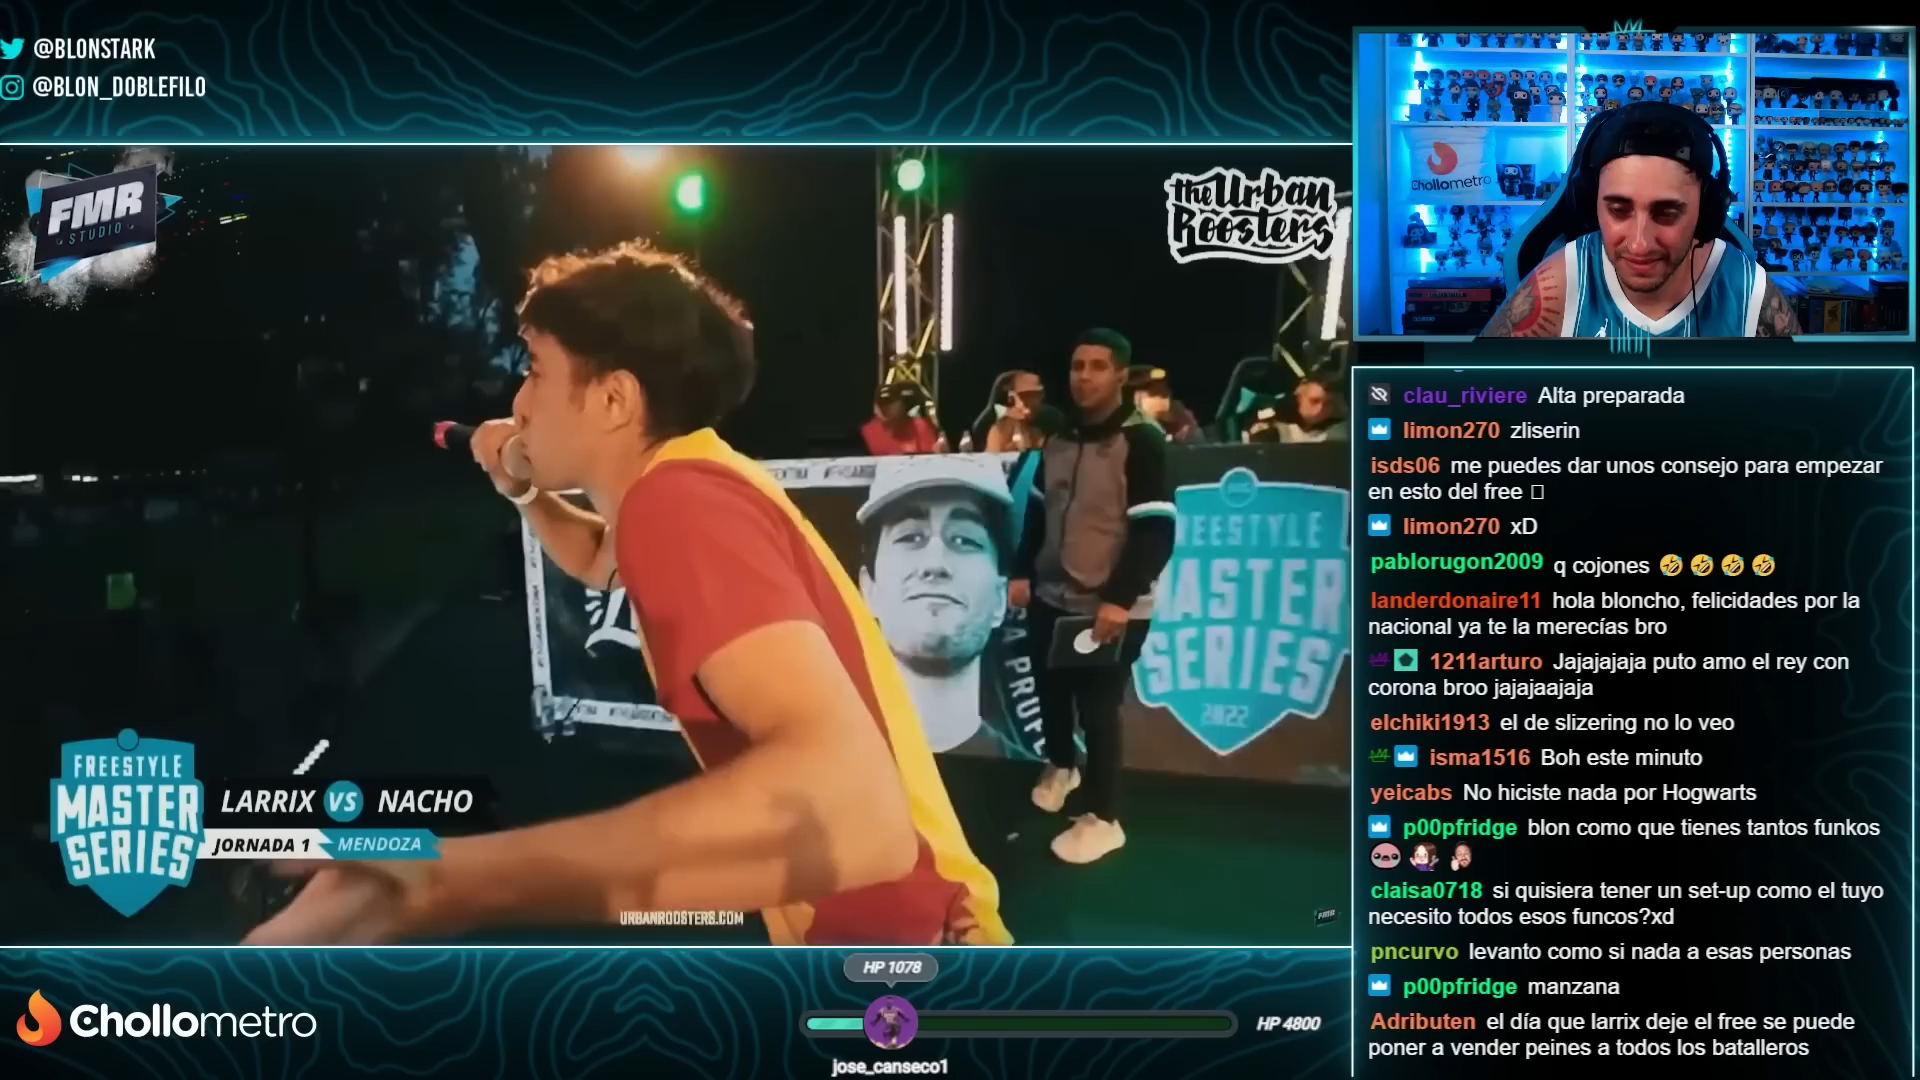 @BLONSTARK
@BLON_DOBLEFILO
FMR
STUDIO
the Urban
Roosters
FREESTYLE
MASTER
SERIES
2022
FREESTYLE
MASTER
SERIES
LARRIX VS NACHO
JORNADA 1 MENDOZA
URBANROOSTERS.COM
FMR
Chollometro
HP 1078
HP 4800
jose_canseco1
Chollometro
clau_riviere Alta preparada
limon270 zliserin
isds06 me puedes dar unos consejo para empezar
en esto del free
limon270 xD
pablorugon2009 q cojones 🤣 🤣 🤣 🤣
landerdonaire11 hola bloncho, felicidades por la
nacional ya te la merecías bro
1211arturo Jajajajaja puto amo el rey con
corona broo jajajaajaja
elchiki1913 el de slizering no lo veo
isma1516 Boh este minuto
yeicabs No hiciste nada por Hogwarts
p00pfridge blon como que tienes tantos funkos
claisa0718 si quisiera tener un set-up como el tuyo
necesito todos esos funcos?xd
pncurvo levanto como si nada a esas personas
p00pfridge manzana
Adributen el día que larrix deje el free se puede
poner a vender peines a todos los batalleros